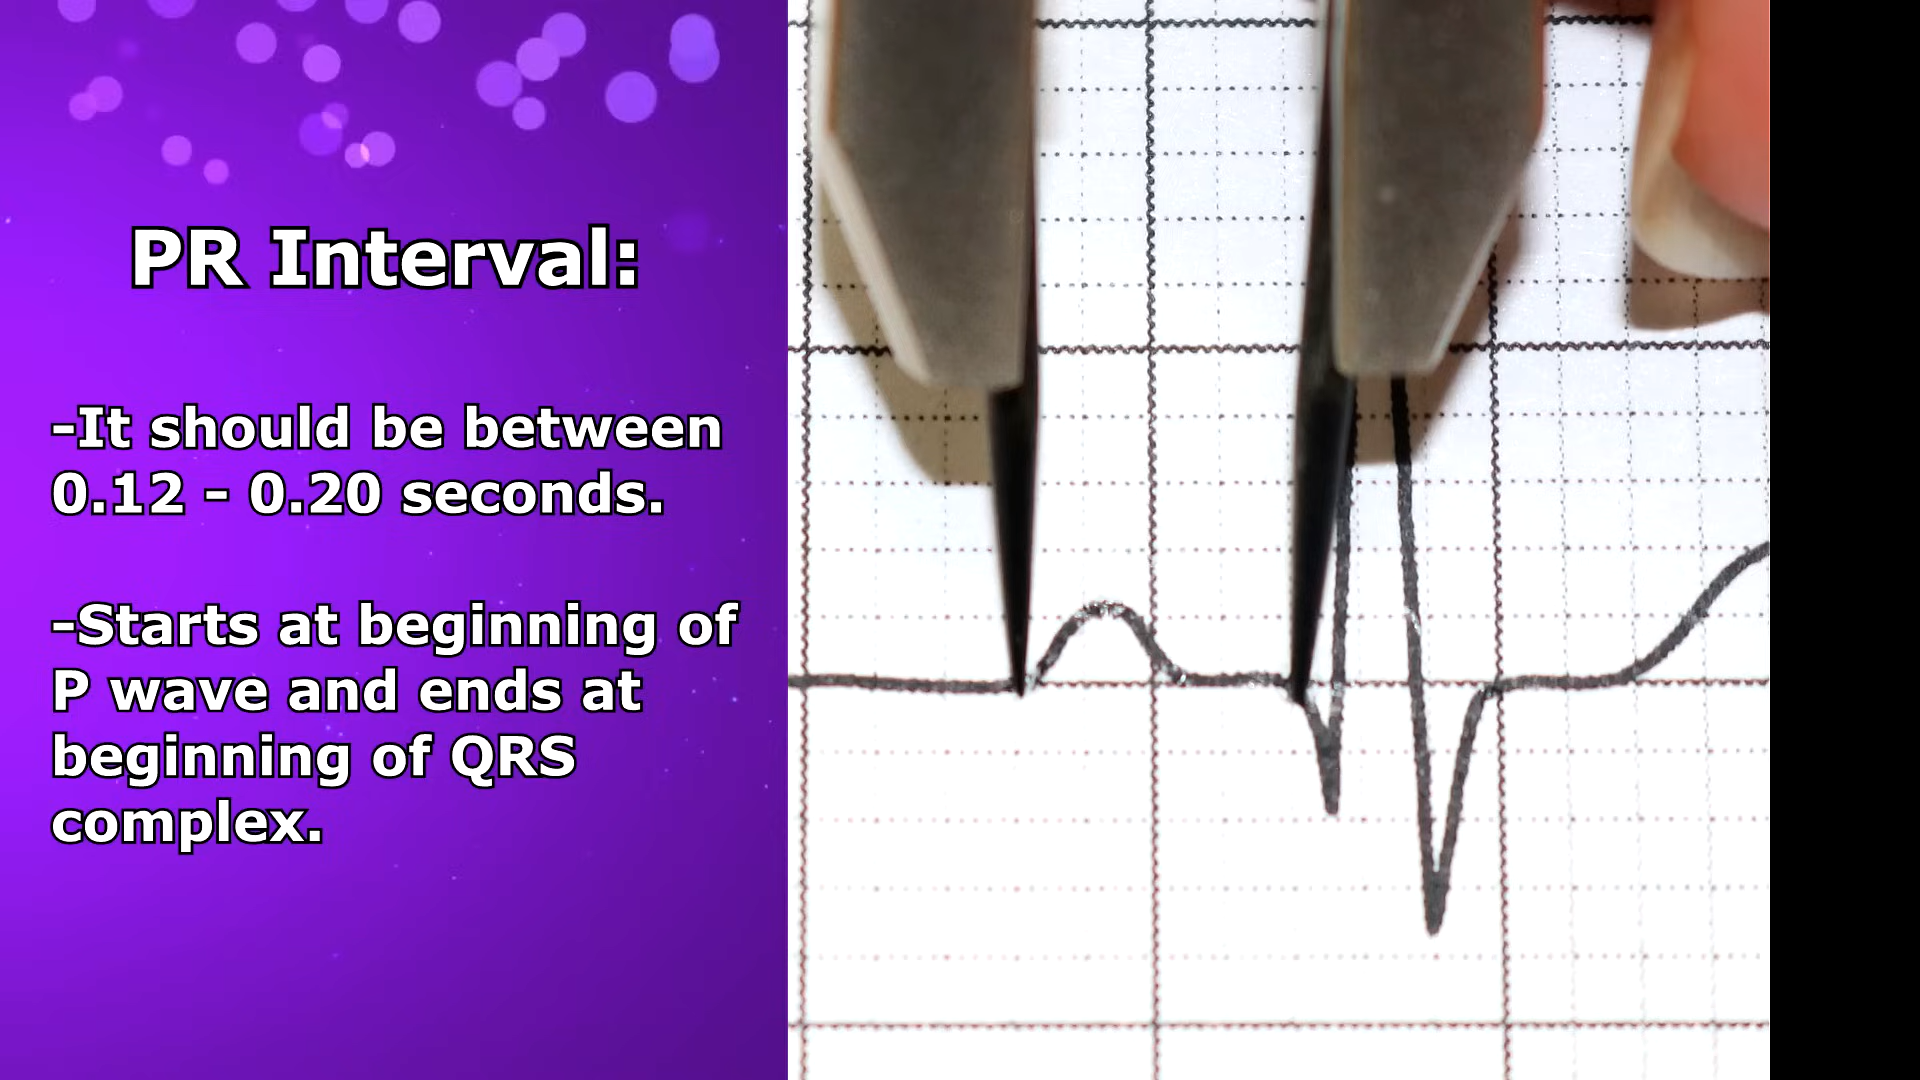 PR Interval:
-It should be between
0.12 - 0.20 seconds.
-Starts at beginning of
P wave and ends at
beginning of QRS
complex.